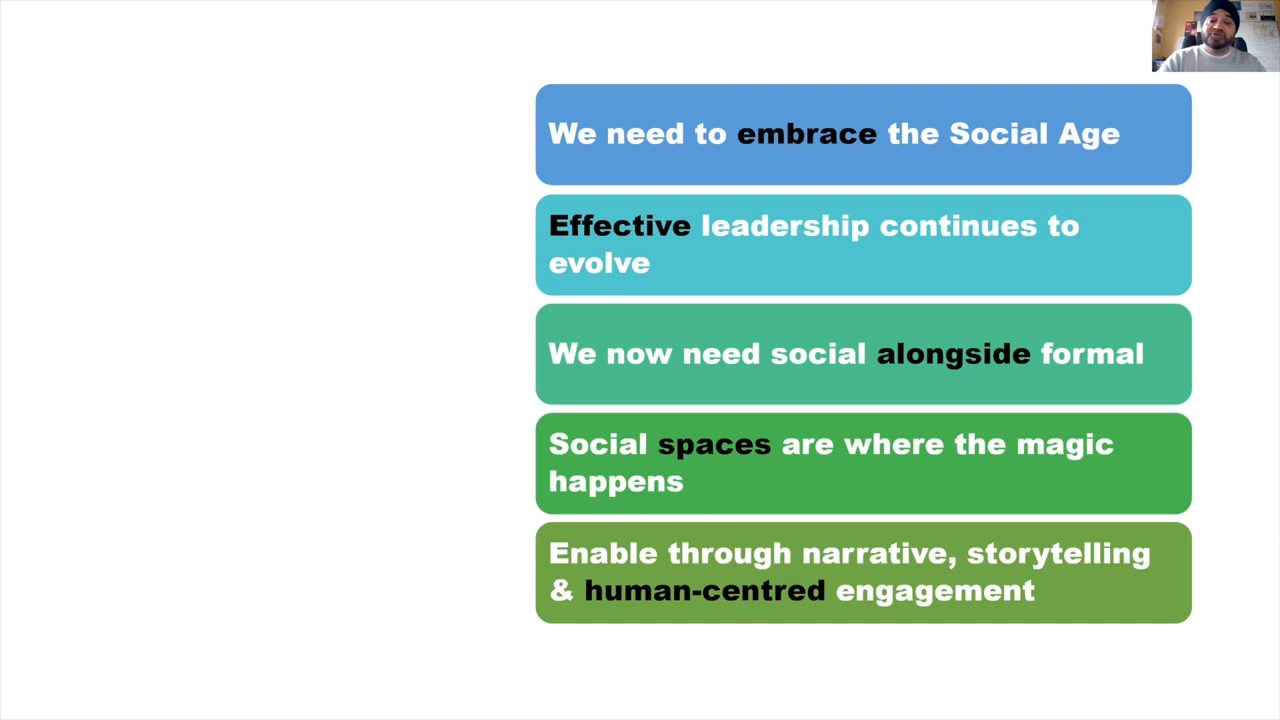 We need to embrace the Social Age
Effective leadership continues to
evolve
We now need social alongside formal
Social spaces are where the magic
happens
Enable through narrative, storytelling
& human-centred engagement